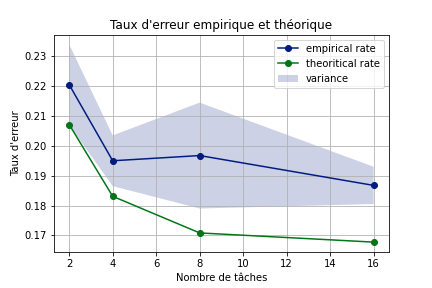 Taux d'erreur empirique et théorique
empirical rate
theoritical rate
variance
Taux d'erreur
0.23
0.22
0.21
0.20
0.19
0.18
0.17
2 4 6 8 10 12 14 16
Nombre de tâches